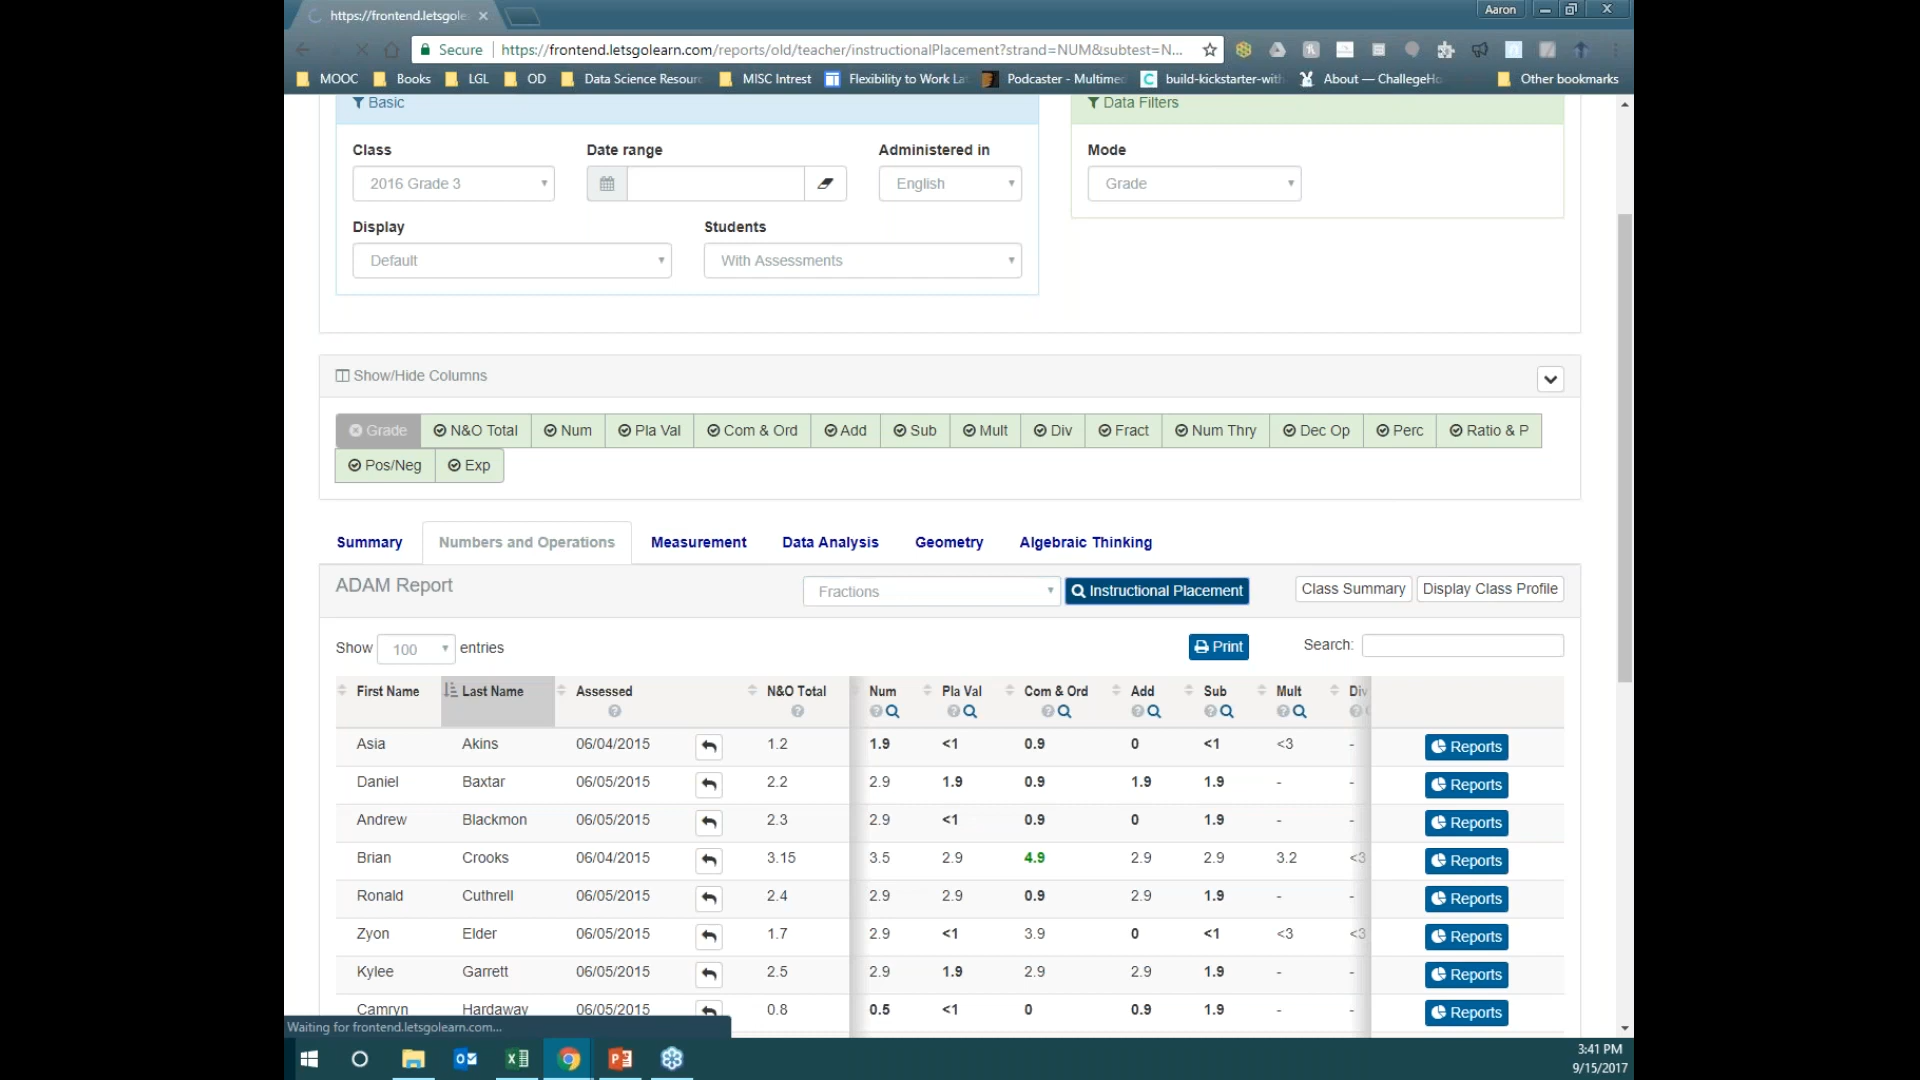 https://frontend.letsgole
Aaron
Secure https://frontend.letsgolearn.com/reports/old/teacher/instructionalPlacement?strand=NUM&subtest=N...
MOOC Books LGL OD Data Science Resour MISC Intrest Flexibility to Work La Podcaster - Multime build-kickstarter-with About — ChallegeHo Other bookmarks
Basic Data Filters
Class Date range Administered in Mode
2016 Grade 3 English Grade
Display Students
Default With Assessments
Show/Hide Columns
Grade N&O Total Num Pla Val Com & Ord Add Sub Mult Div Fract Num Thry Dec Op Perc Ratio & P
Pos/Neg Exp
Summary Numbers and Operations Measurement Data Analysis Geometry Algebraic Thinking
ADAM Report Fractions Instructional Placement Class Summary Display Class Profile
Show 100 entries Print Search:
First Name Last Name Assessed N&O Total Num Pla Val Com & Ord Add Sub Mult Div
Asia Akins 06/04/2015 1.2 1.9 <1 0.9 0 <1 <3 - Reports
Daniel Baxtar 06/05/2015 2.2 2.9 1.9 0.9 1.9 1.9 - - Reports
Andrew Blackmon 06/05/2015 2.3 2.9 <1 0.9 0 1.9 - - Reports
Brian Crooks 06/04/2015 3.15 3.5 2.9 4.9 2.9 2.9 3.2 <3 Reports
Ronald Cuthrell 06/05/2015 2.4 2.9 2.9 0.9 2.9 1.9 - - Reports
Zyon Elder 06/05/2015 1.7 2.9 <1 3.9 0 <1 <3 <3 Reports
Kylee Garrett 06/05/2015 2.5 2.9 1.9 2.9 2.9 1.9 - - Reports
Camryn Hardaway 06/05/2015 0.8 0.5 <1 0 0.9 1.9 - - Reports
Waiting for frontend.letsgolearn.com...
3:41 PM
9/15/2017